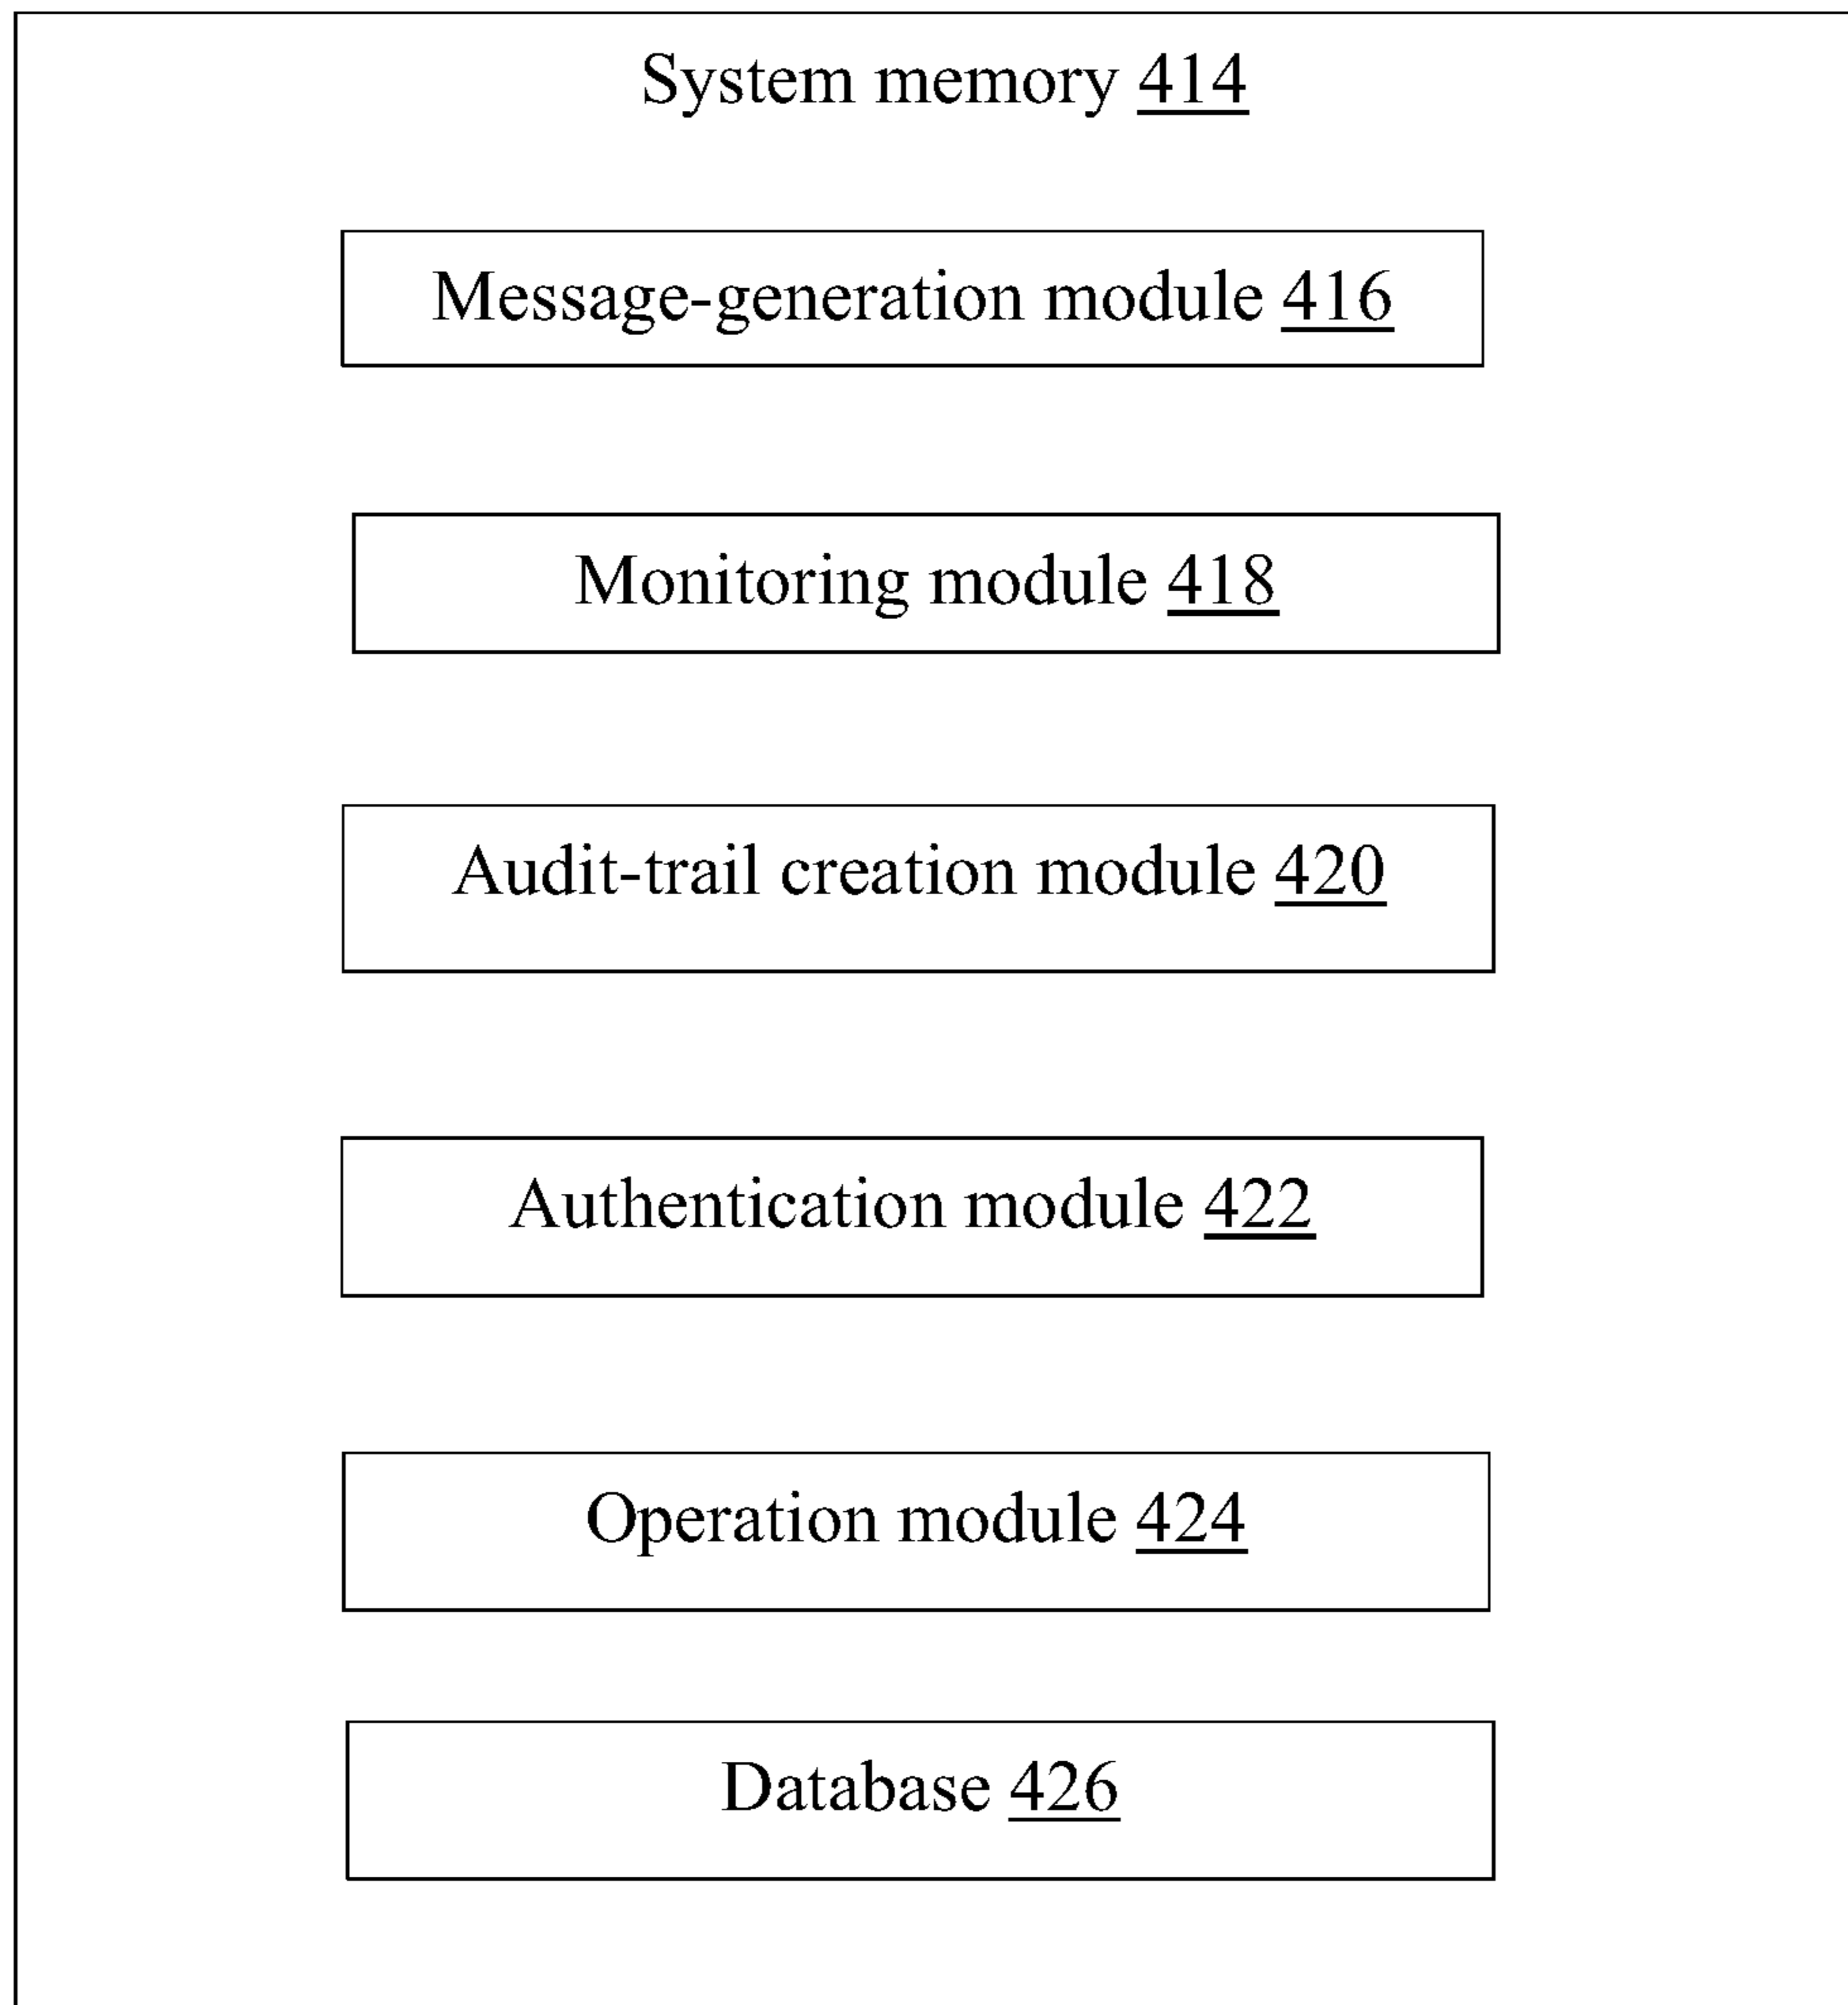 System memory 414
Message-generation module 416
Monitoring module 418
Audit-trail creation module 420
Authentication module 422
Operation module 424
Database 426